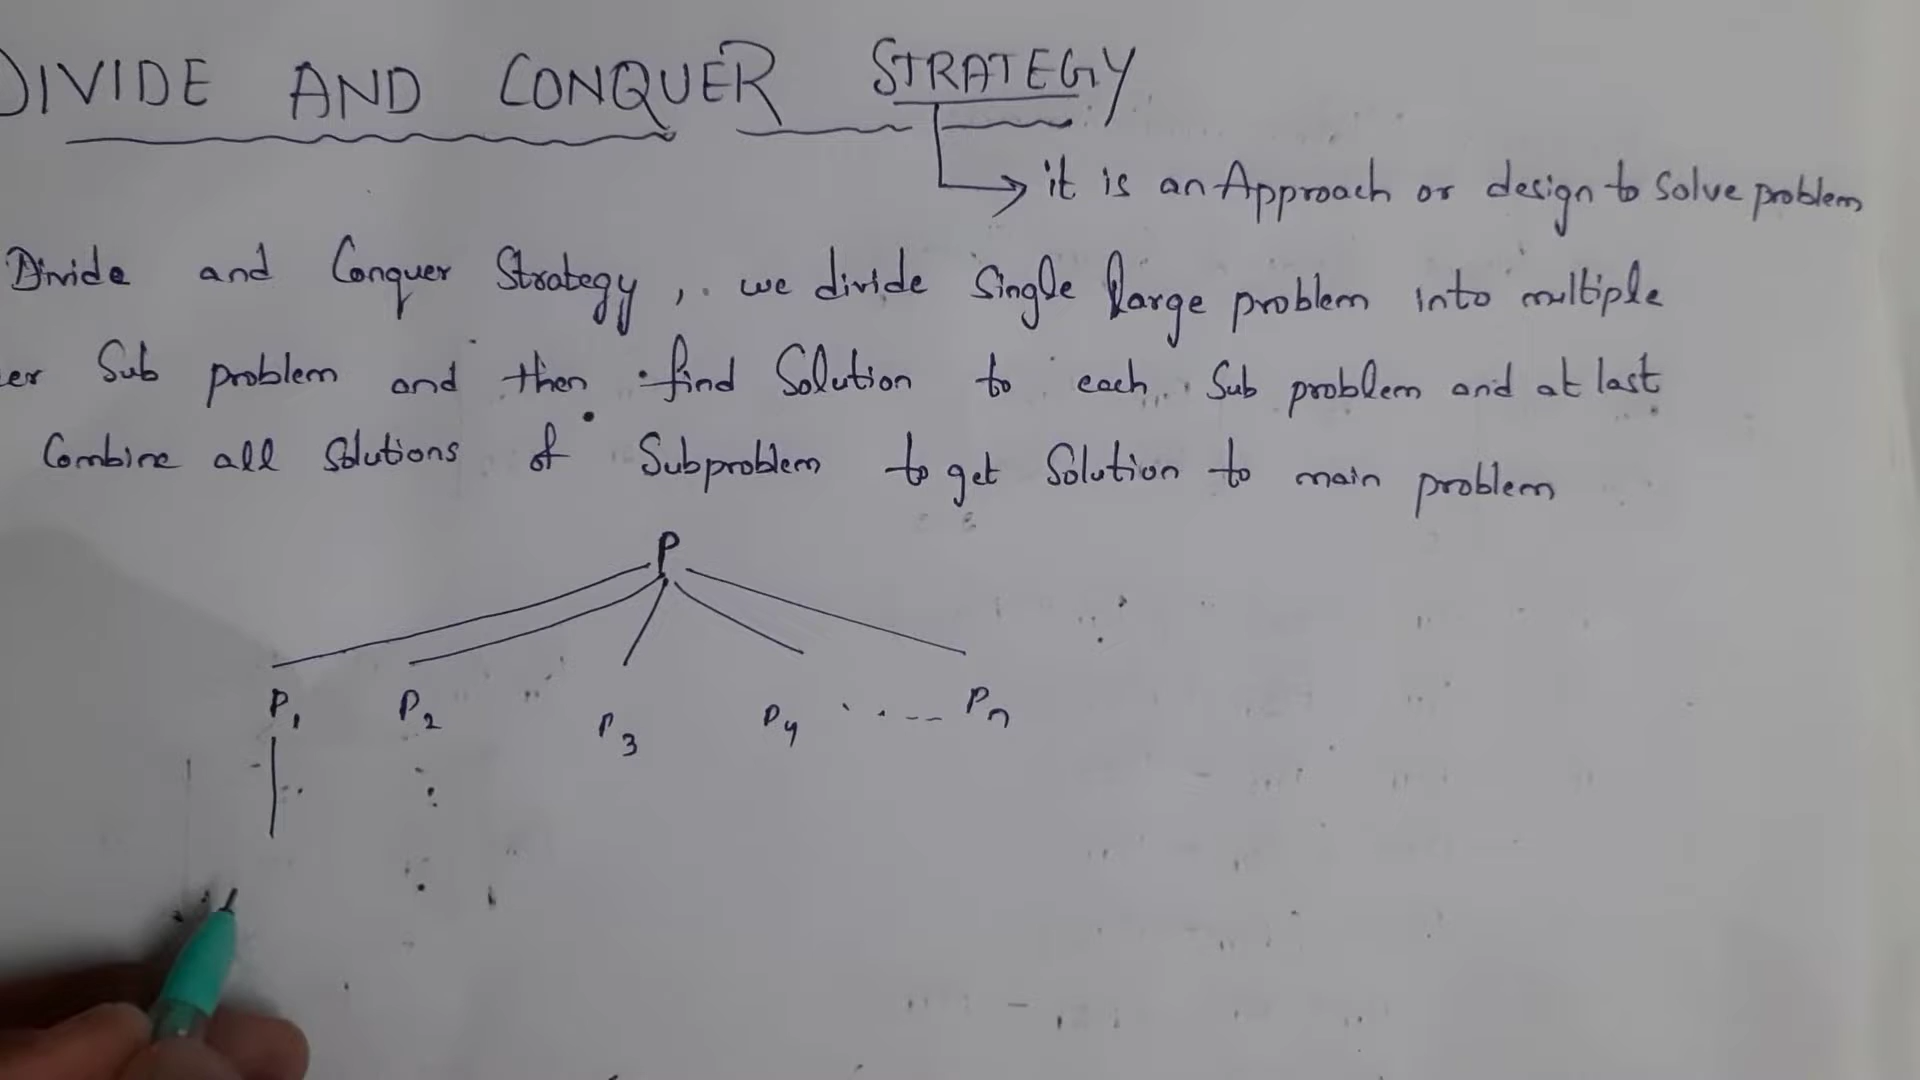 DIVIDE AND CONQUER STRATEGY
it is an Approach or design to solve problem
Divide and Conquer Strategy, we divide single large problem into multiple
er Sub problem and then find Solution to each Sub problem and at last
Combine all Solutions of Subproblem to get Solution to main problem
P
P1 P2 P3 P4 .... Pn